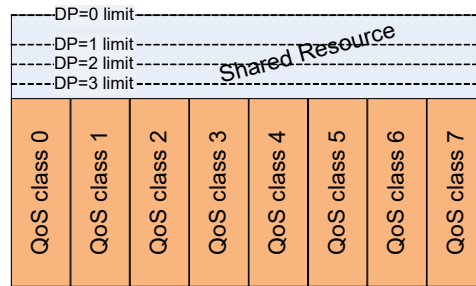 DP=0 limit
DP=1 limit
DP=2 limit
DP=3 limit
Shared Resource
QoS class 0
QoS class 1
QoS class 2
QoS class 3
QoS class 4
QoS class 5
QoS class 6
QoS class 7